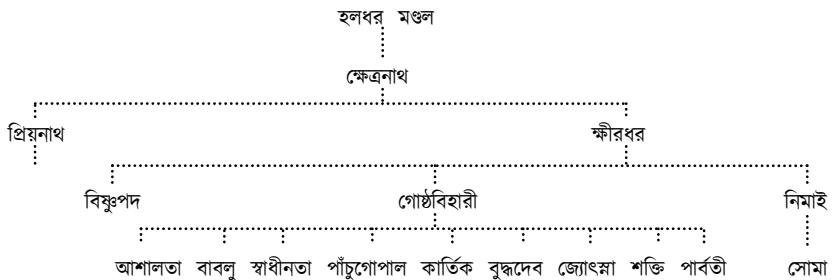 হলধর মণ্ডল
ক্ষেত্রনাথ
প্রিয়নাথ ক্ষীরধর
বিষ্ণুপদ গোষ্ঠবিহারী নিমাই
আশালতা বাবলু স্বাধীনতা পাঁচুগোপাল কার্তিক বুদ্ধদেব জ্যোৎস্না শক্তি পার্বতী সোমা